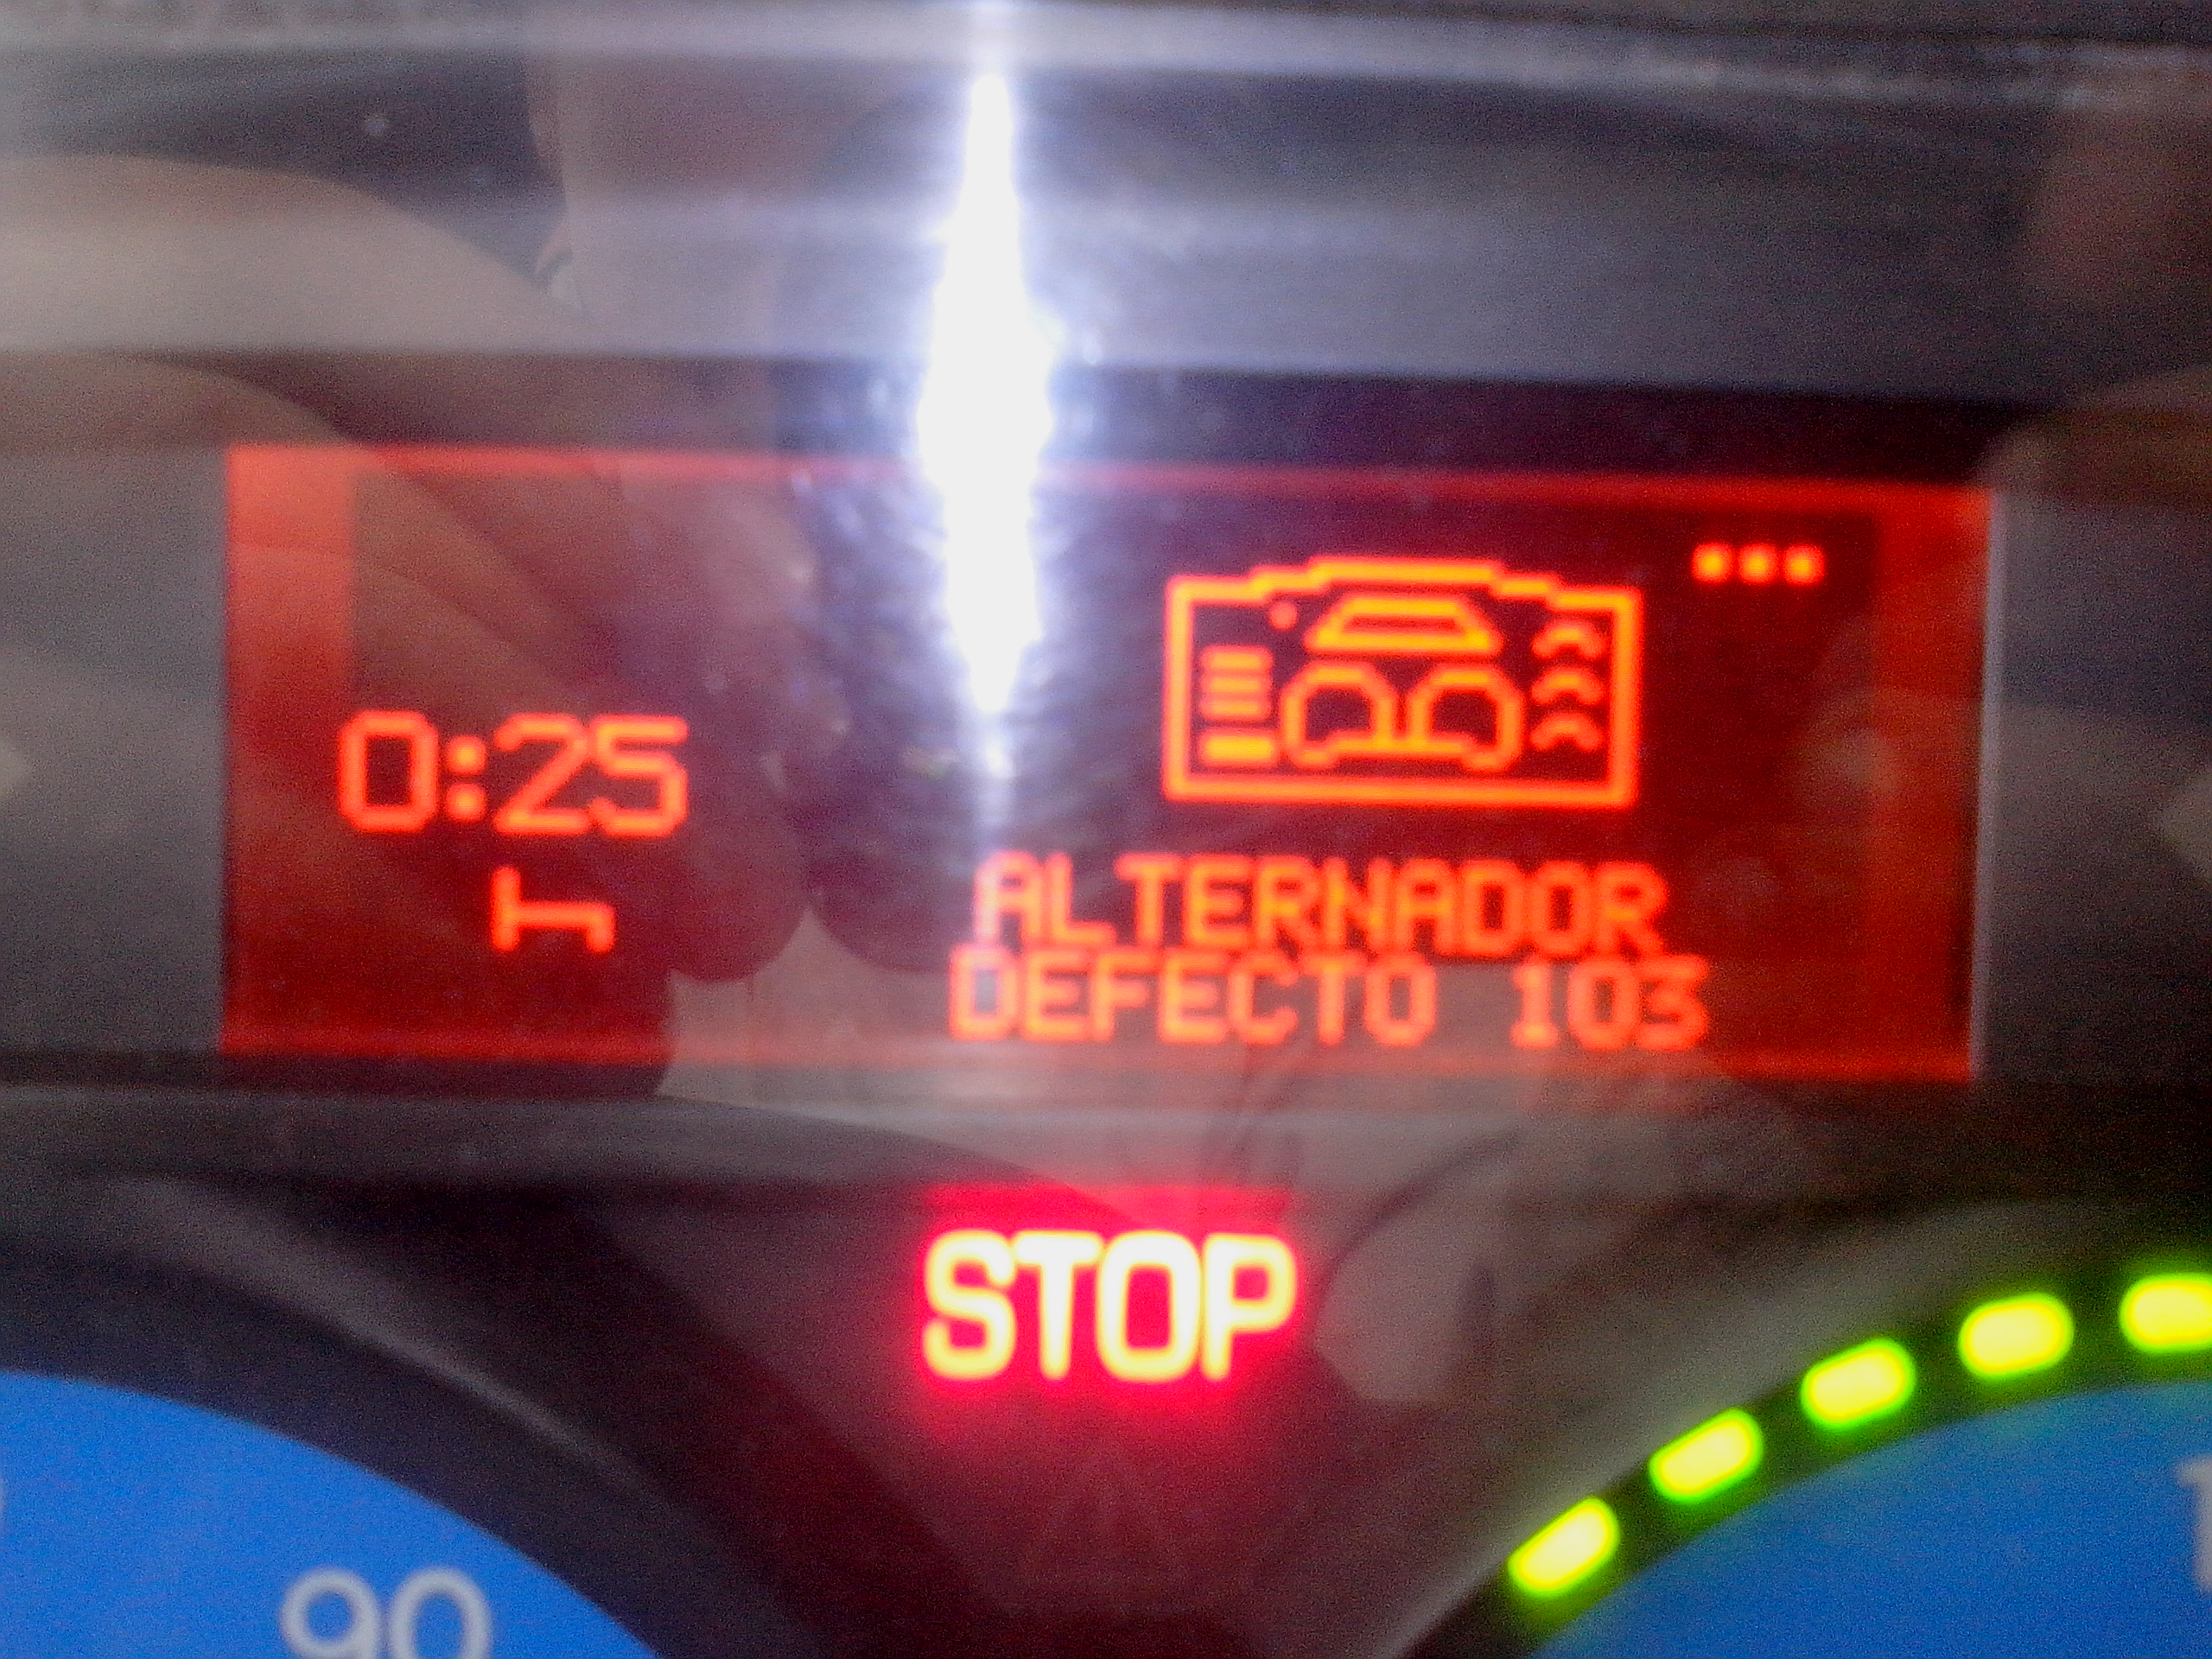 0:25
ALTERNADOR
DEFECTO 103
STOP
90